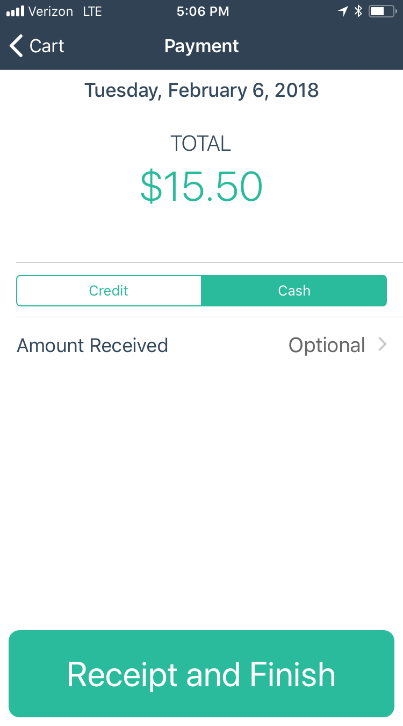 Verizon LTE 5:06 PM
Cart Payment
Tuesday, February 6, 2018
TOTAL
$15.50
Credit Cash
Amount Received Optional
Receipt and Finish